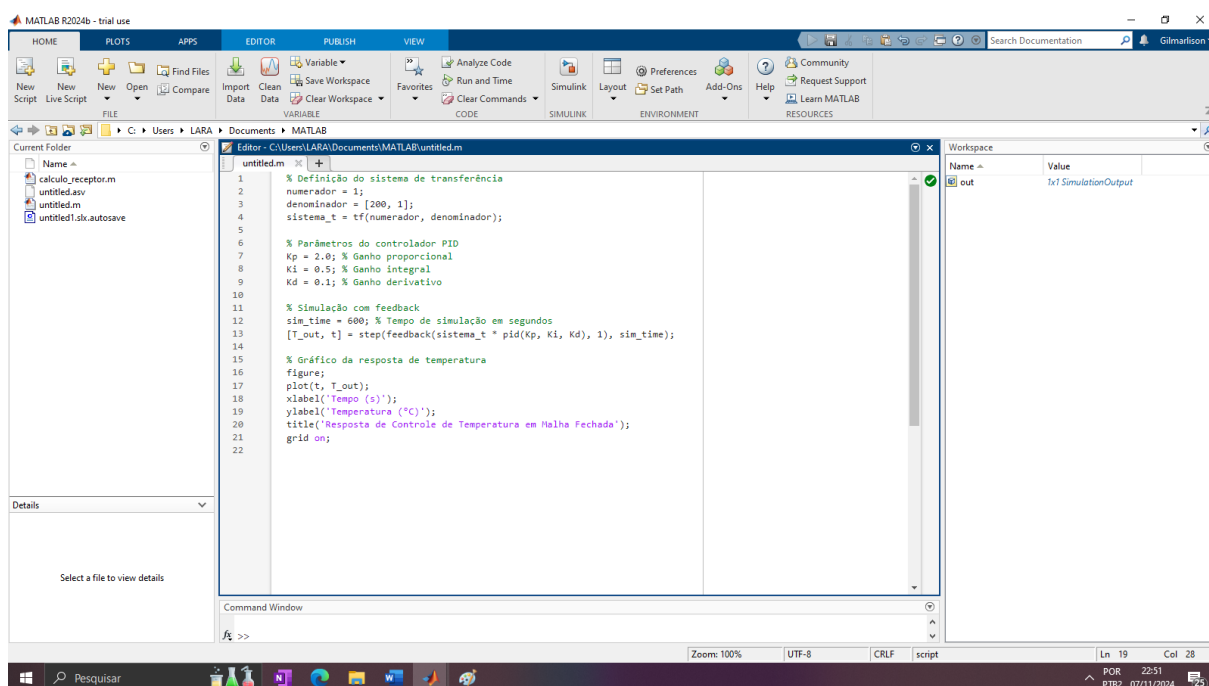 MATLAB R2024b - trial use
HOME PLOTS APPS EDITOR PUBLISH VIEW Search Documentation Gilmarlison
New Script
New Live Script
New
Open
Find Files
Compare
Import Data
Clean Data
Variable
Save Workspace
Clear Workspace
Favorites
Analyze Code
Run and Time
Clear Commands
Simulink
Layout
Preferences
Set Path
Add-Ons
Help
Community
Request Support
Learn MATLAB
FILE VARIABLE CODE SIMULINK ENVIRONMENT RESOURCES
C: Users LARA Documents MATLAB
Current Folder
Name
calculo_receptor.m
untitled.asv
untitled.m
untitled1.slx.autosave
Details
Select a file to view details
Editor - C:\Users\LARA\Documents\MATLAB\untitled.m
untitled.m
1 % Definição do sistema de transferência
2 numerador = 1;
3 denominador = [200, 1];
4 sistema_t = tf(numerador, denominador);
5
6 % Parâmetros do controlador PID
7 Kp = 2.0; % Ganho proporcional
8 Ki = 0.5; % Ganho integral
9 Kd = 0.1; % Ganho derivativo
10
11 % Simulação com feedback
12 sim_time = 600; % Tempo de simulação em segundos
13 [T_out, t] = step(feedback(sistema_t * pid(Kp, Ki, Kd), 1), sim_time);
14
15 % Gráfico da resposta de temperatura
16 figure;
17 plot(t, T_out);
18 xlabel('Tempo (s)');
19 ylabel('Temperatura (°C)');
20 title('Resposta de Controle de Temperatura em Malha Fechada');
21 grid on;
22
Command Window
fx >>
Workspace
Name Value
out 1x1 SimulationOutput
Zoom: 100% UTF-8 CRLF script Ln 19 Col 28
Pesquisar
POR 22:51
PTB2 07/11/2024
25